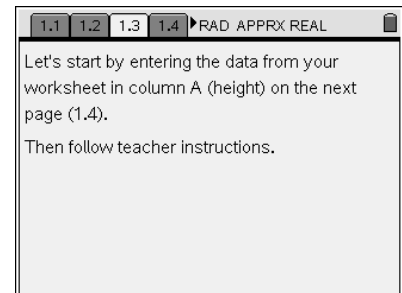 1.1 1.2 1.3 1.4 RAD APPRX REAL
Let's start by entering the data from your
worksheet in column A (height) on the next
page (1.4).
Then follow teacher instructions.